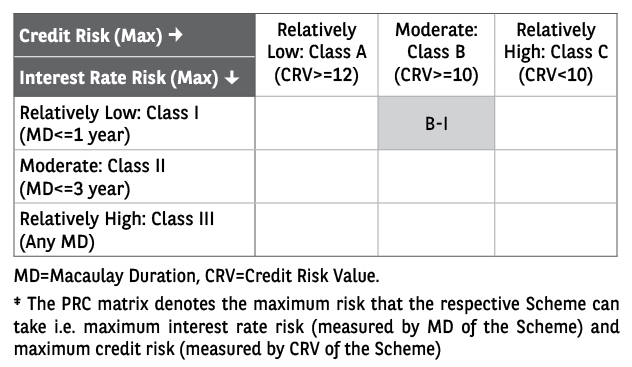 Credit Risk (Max) →
Interest Rate Risk (Max) ↓
Relatively
Low: Class A
(CRV>=12)
Moderate:
Class B
(CRV>=10)
Relatively
High: Class C
(CRV<10)
Relatively Low: Class I
(MD<=1 year)
B-I
Moderate: Class II
(MD<=3 year)
Relatively High: Class III
(Any MD)
MD=Macaulay Duration, CRV=Credit Risk Value.
‡ The PRC matrix denotes the maximum risk that the respective Scheme can
take i.e. maximum interest rate risk (measured by MD of the Scheme) and
maximum credit risk (measured by CRV of the Scheme)